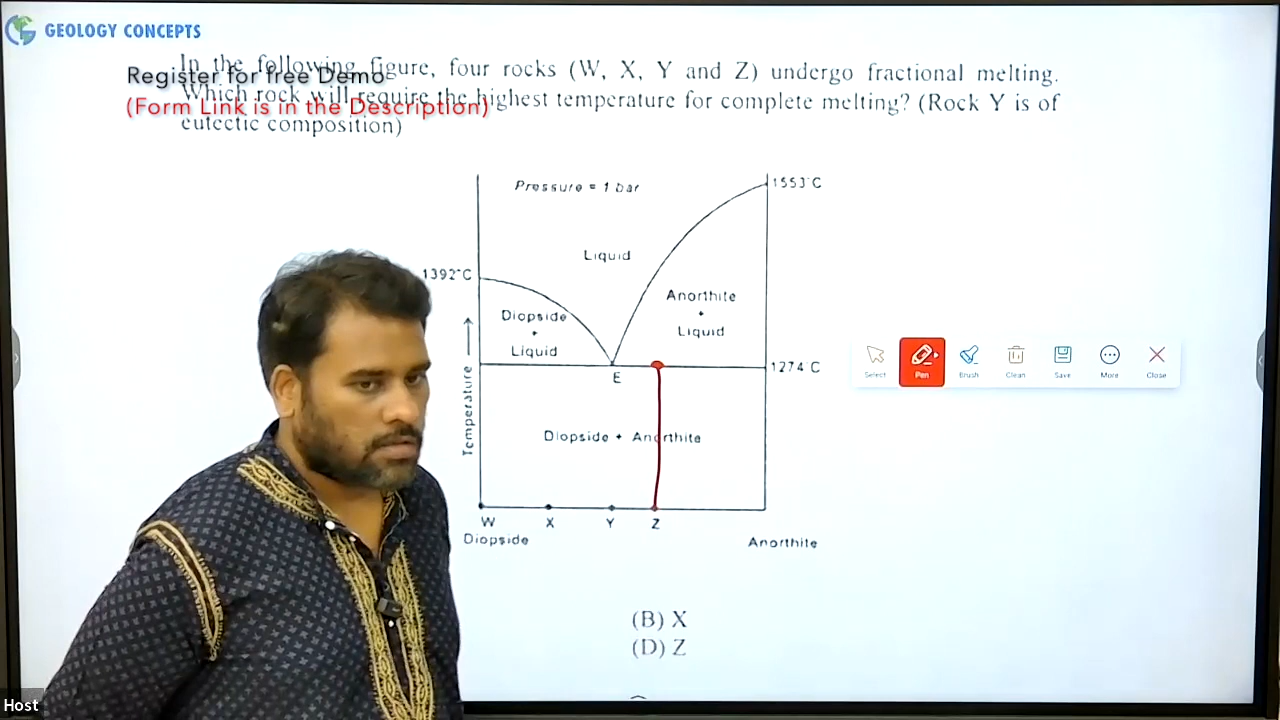 GEOLOGY CONCEPTS
In the following figure, four rocks (W, X, Y and Z) undergo fractional melting.
Register for free Demo
Which rock will require the highest temperature for complete melting? (Rock Y is of
(Form Link is in the Description)
eutectic composition)
Pressure = 1 bar
1553°C
Liquid
1392°C
Anorthite
+
Liquid
Diopside
+
Liquid
1274°C
E
Temperature
Diopside + Anorthite
W X Y Z
Diopside Anorthite
Select Pen Brush Clean Save More Close
(B) X
(D) Z
Host